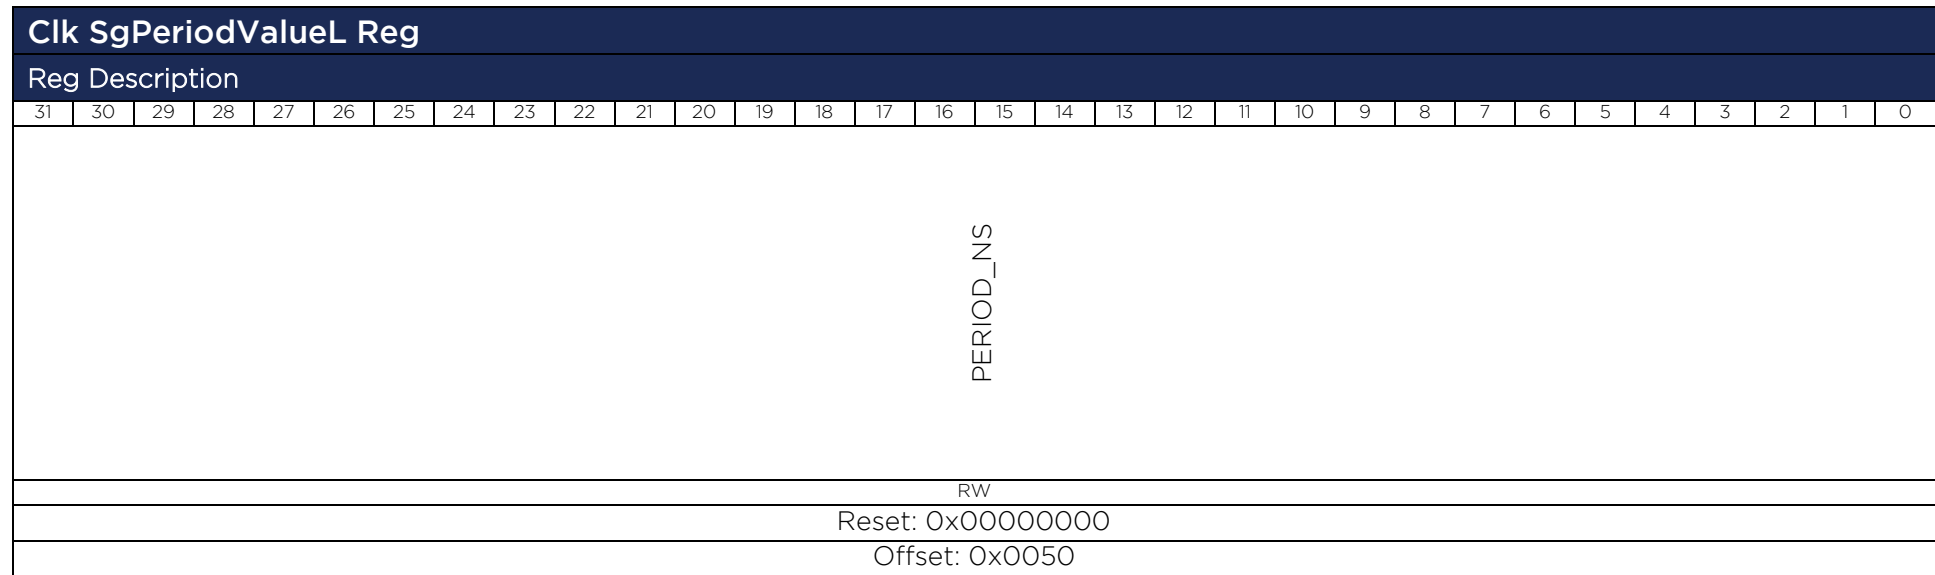 Clk SgPeriodValueL Reg
Reg Description
31 30 29 28 27 26 25 24 23 22 21 20 19 18 17 16 15 14 13 12 11 10 9 8 7 6 5 4 3 2 1 0
PERIOD_NS
RW
Reset: 0x00000000
Offset: 0x0050